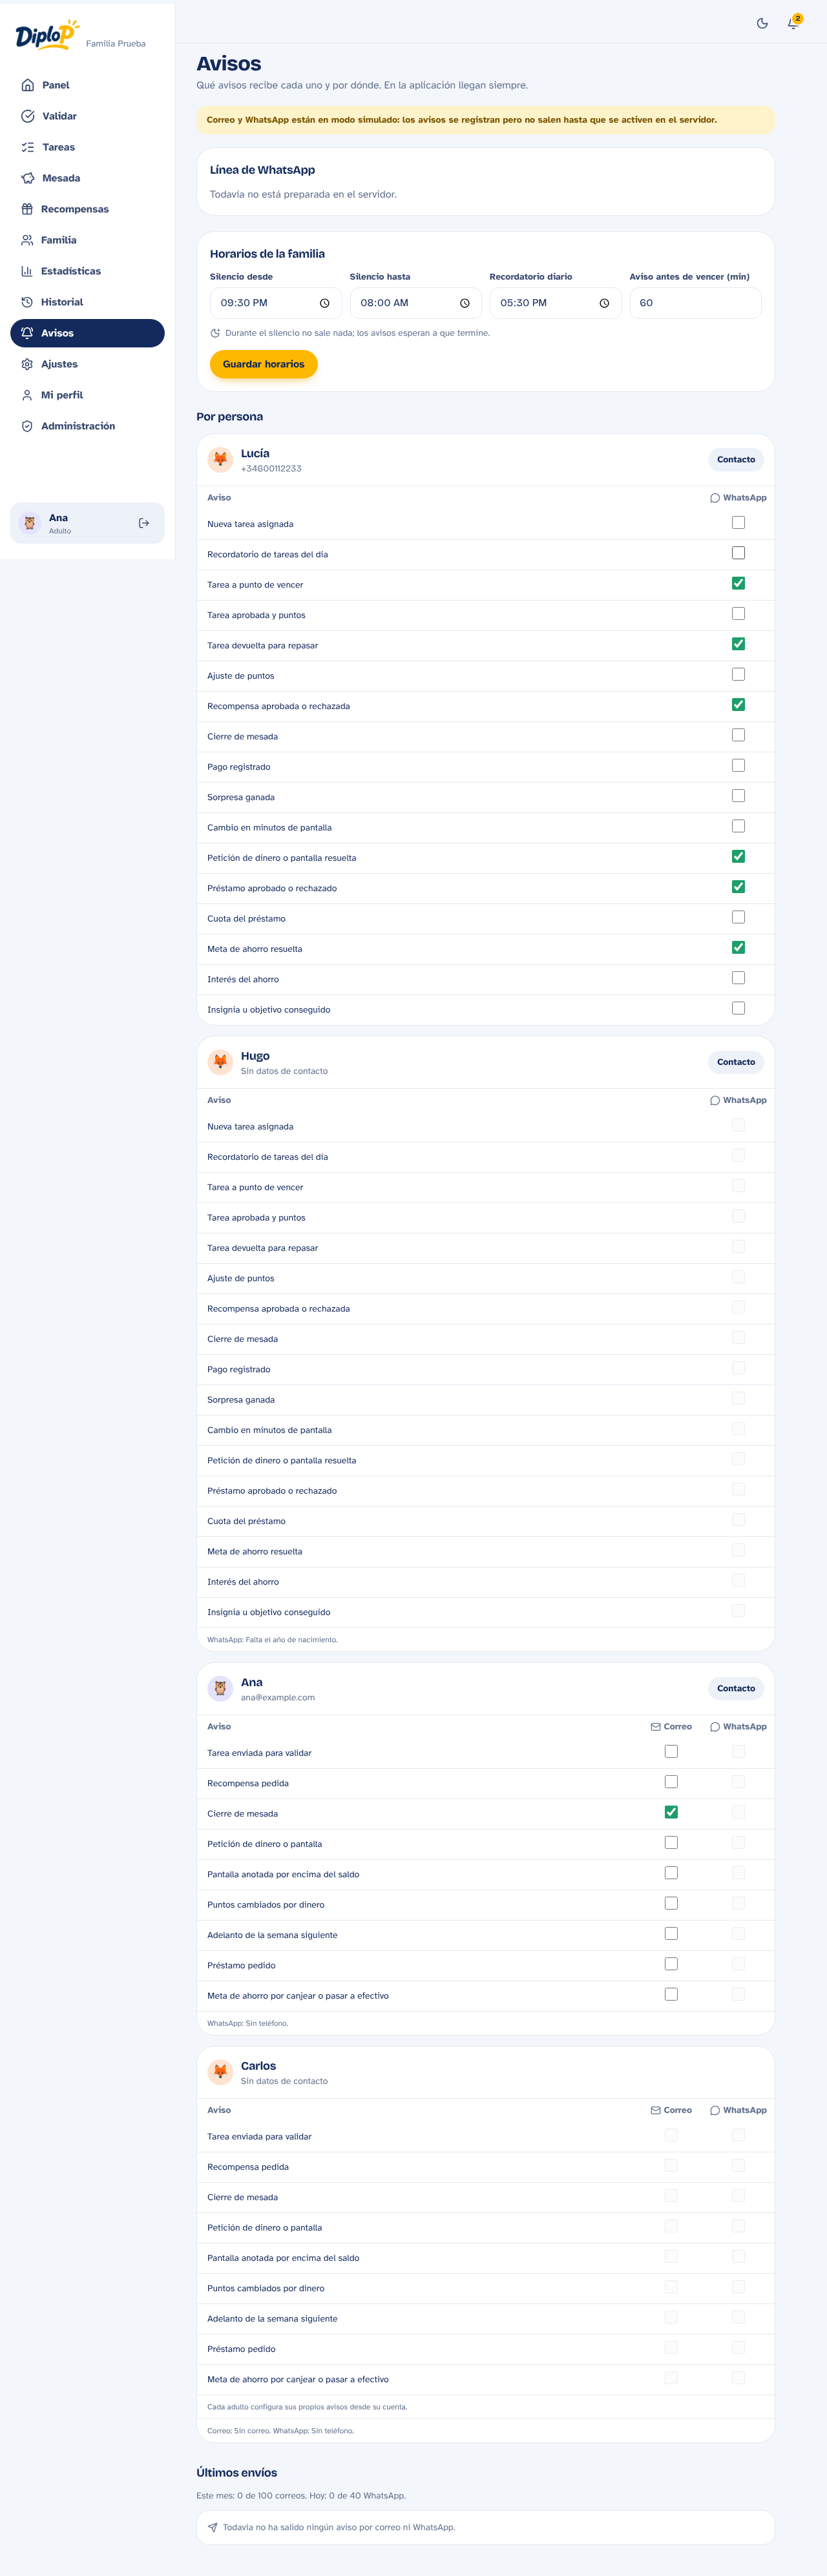 DiploP
Familia Prueba
Panel
Validar
Tareas
Mesada
Recompensas
Familia
Estadísticas
Historial
Avisos
Ajustes
Mi perfil
Administración
Ana
Adulto
2
Avisos
Qué avisos recibe cada uno y por dónde. En la aplicación llegan siempre.
Correo y WhatsApp están en modo simulado: los avisos se registran pero no salen hasta que se activen en el servidor.
Línea de WhatsApp
Todavía no está preparada en el servidor.
Horarios de la familia
Silencio desde Silencio hasta Recordatorio diario Aviso antes de vencer (min)
09:30 PM 08:00 AM 05:30 PM 60
Durante el silencio no sale nada; los avisos esperan a que termine.
Guardar horarios
Por persona
Lucía
+34600112233
Contacto
Aviso WhatsApp
Nueva tarea asignada
Recordatorio de tareas del día
Tarea a punto de vencer
Tarea aprobada y puntos
Tarea devuelta para repasar
Ajuste de puntos
Recompensa aprobada o rechazada
Cierre de mesada
Pago registrado
Sorpresa ganada
Cambio en minutos de pantalla
Petición de dinero o pantalla resuelta
Préstamo aprobado o rechazado
Cuota del préstamo
Meta de ahorro resuelta
Interés del ahorro
Insignia u objetivo conseguido
Hugo
Sin datos de contacto
Contacto
Aviso WhatsApp
Nueva tarea asignada
Recordatorio de tareas del día
Tarea a punto de vencer
Tarea aprobada y puntos
Tarea devuelta para repasar
Ajuste de puntos
Recompensa aprobada o rechazada
Cierre de mesada
Pago registrado
Sorpresa ganada
Cambio en minutos de pantalla
Petición de dinero o pantalla resuelta
Préstamo aprobado o rechazado
Cuota del préstamo
Meta de ahorro resuelta
Interés del ahorro
Insignia u objetivo conseguido
WhatsApp: Falta el año de nacimiento.
Ana
ana@example.com
Contacto
Aviso Correo WhatsApp
Tarea enviada para validar
Recompensa pedida
Cierre de mesada
Petición de dinero o pantalla
Pantalla anotada por encima del saldo
Puntos cambiados por dinero
Adelanto de la semana siguiente
Préstamo pedido
Meta de ahorro por canjear o pasar a efectivo
WhatsApp: Sin teléfono.
Carlos
Sin datos de contacto
Aviso Correo WhatsApp
Tarea enviada para validar
Recompensa pedida
Cierre de mesada
Petición de dinero o pantalla
Pantalla anotada por encima del saldo
Puntos cambiados por dinero
Adelanto de la semana siguiente
Préstamo pedido
Meta de ahorro por canjear o pasar a efectivo
Cada adulto configura sus propios avisos desde su cuenta.
Correo: Sin correo. WhatsApp: Sin teléfono.
Últimos envíos
Este mes: 0 de 100 correos. Hoy: 0 de 40 WhatsApp.
Todavía no ha salido ningún aviso por correo ni WhatsApp.